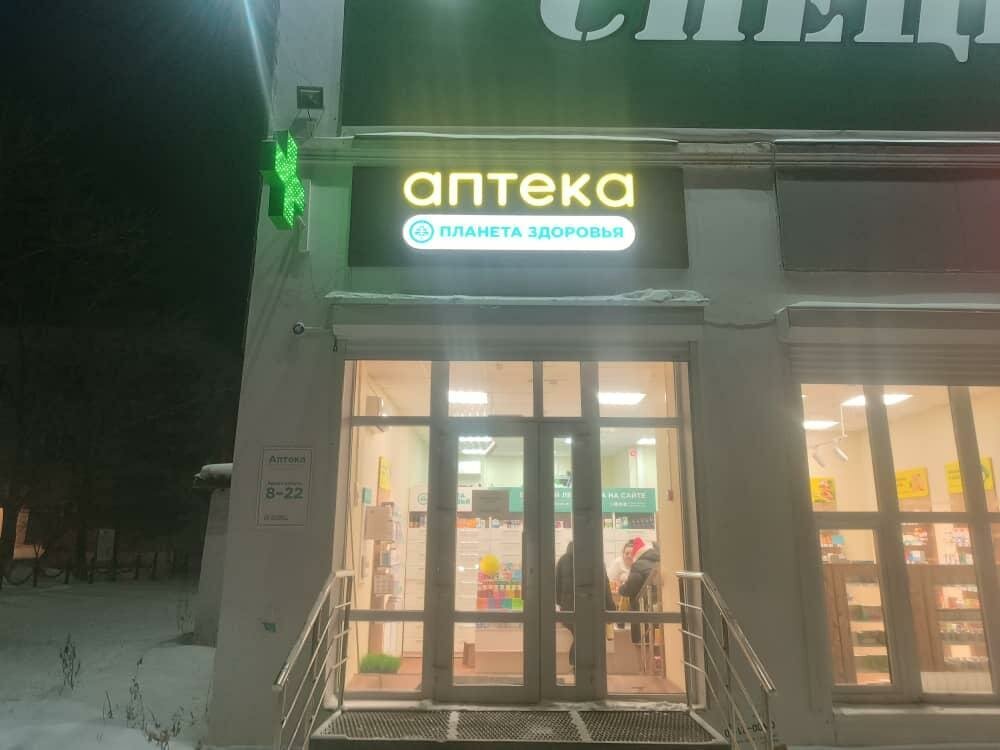 СПЕЦ
аптека
ПЛАНЕТА ЗДОРОВЬЯ
Аптека
8-22
НА САЙТЕ